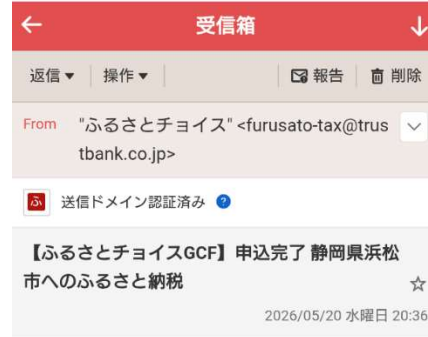 受信箱
返信▼ 操作▼ 報告 削除
From "ふるさとチョイス" <furusato-tax@trus
tbank.co.jp>
ふ 送信ドメイン認証済み ?
【ふるさとチョイスGCF】申込完了 静岡県浜松
市へのふるさと納税
2026/05/20 水曜日 20:36